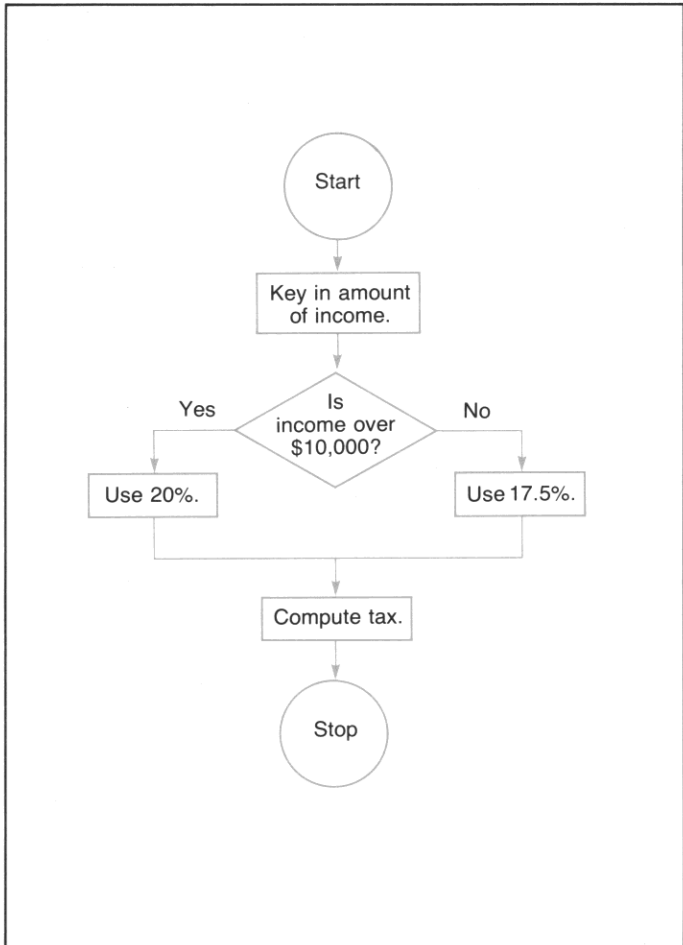 Start
Key in amount
of income.
Is
income over
$10,000?
Yes
No
Use 20%.
Use 17.5%.
Compute tax.
Stop